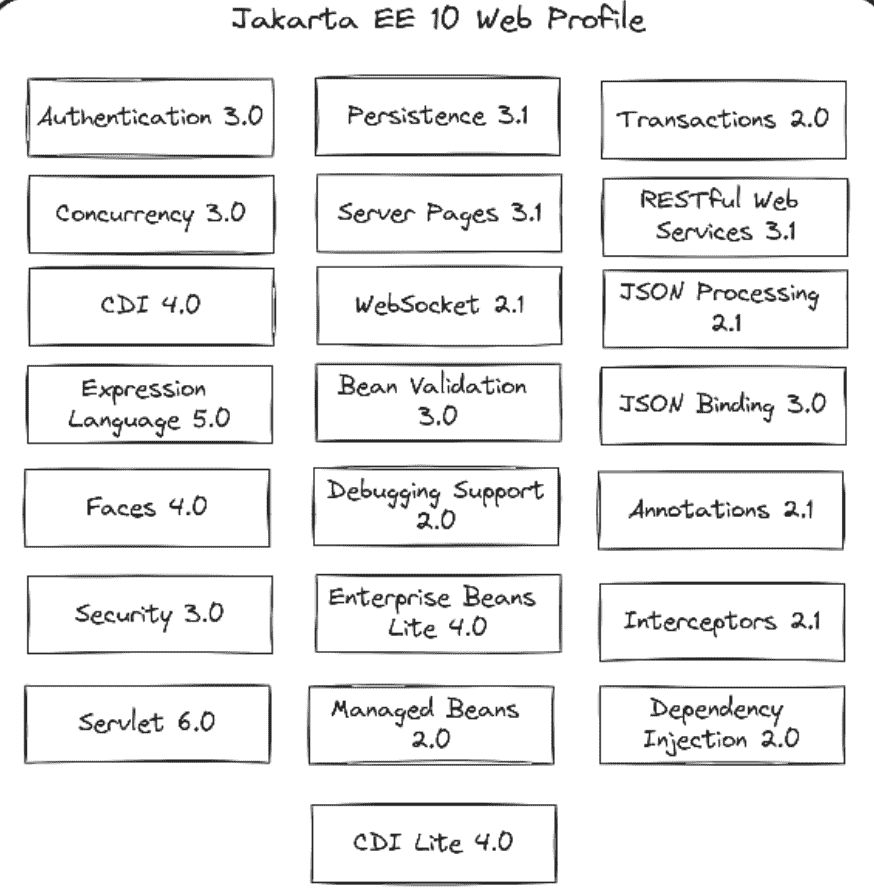 Jakarta EE 10 Web Profile
Authentication 3.0
Persistence 3.1
Transactions 2.0
Concurrency 3.0
Server Pages 3.1
RESTful Web
Services 3.1
CDI 4.0
WebSocket 2.1
JSON Processing
2.1
Expression
Language 5.0
Bean Validation
3.0
JSON Binding 3.0
Faces 4.0
Debugging Support
2.0
Annotations 2.1
Security 3.0
Enterprise Beans
Lite 4.0
Interceptors 2.1
Servlet 6.0
Managed Beans
2.0
Dependency
Injection 2.0
CDI Lite 4.0